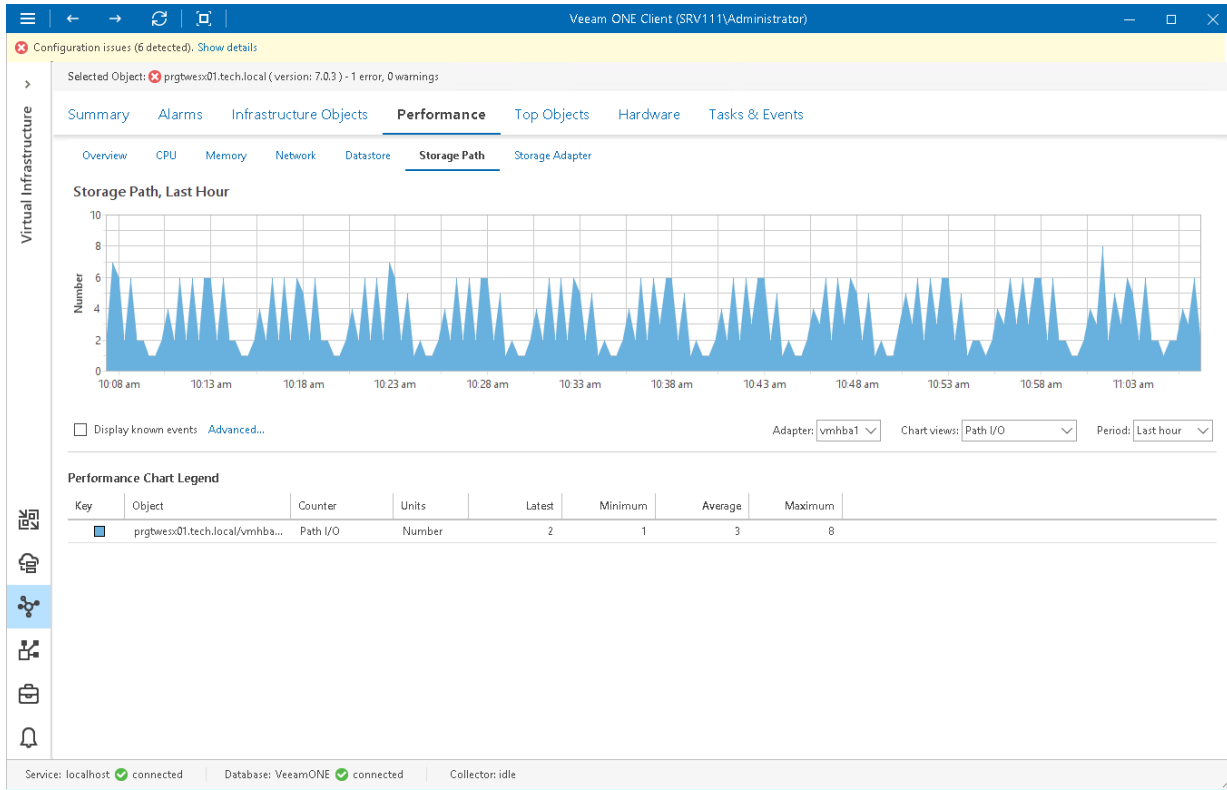 Veeam ONE Client (SRV111\Administrator)
Configuration issues (6 detected). Show details
Selected Object: prgtwesx01.tech.local (version: 7.0.3) - 1 error, 0 warnings
Virtual Infrastructure
Summary Alarms Infrastructure Objects Performance Top Objects Hardware Tasks & Events
Overview CPU Memory Network Datastore Storage Path Storage Adapter
Storage Path, Last Hour
Number
10
8
6
4
2
0
10:08 am 10:13 am 10:18 am 10:23 am 10:28 am 10:33 am 10:38 am 10:43 am 10:48 am 10:53 am 10:58 am 11:03 am
Display known events Advanced... Adapter: vmhba1 Chart views: Path I/O Period: Last hour
Performance Chart Legend
Key Object Counter Units Latest Minimum Average Maximum
prgtwesx01.tech.local/vmhba... Path I/O Number 2 1 3 8
Service: localhost connected Database: VeeamONE connected Collector: idle